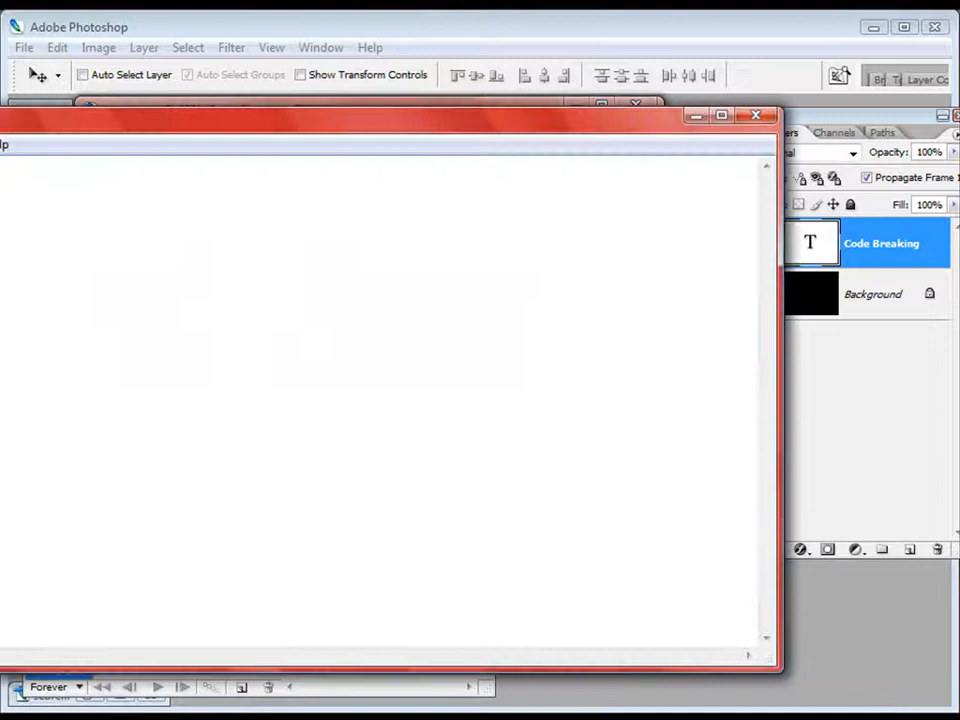 Adobe Photoshop
File Edit Image Layer Select Filter View Window Help
Auto Select Layer Auto Select Groups Show Transform Controls
Layer Co
lp
Channels Paths
Opacity: 100%
Propagate Frame 1
Fill: 100%
T Code Breaking
Background
Forever